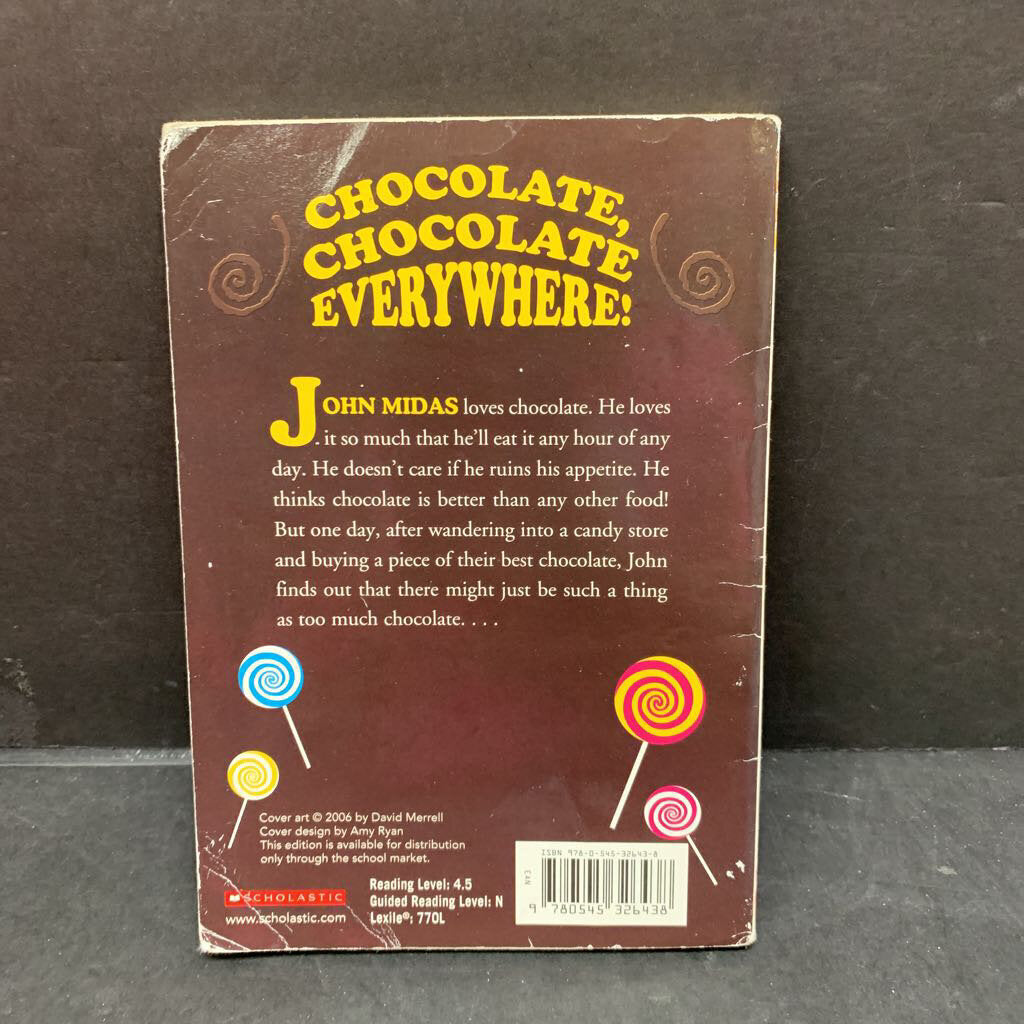 CHOCOLATE,
CHOCOLATE
EVERYWHERE!
JOHN MIDAS loves chocolate. He loves
it so much that he'll eat it any hour of any
day. He doesn't care if he ruins his appetite. He
thinks chocolate is better than any other food!
But one day, after wandering into a candy store
and buying a piece of their best chocolate, John
finds out that there might just be such a thing
as too much chocolate. . . .
Cover art © 2006 by David Merrell
Cover design by Amy Ryan
This edition is available for distribution
only through the school market.
SCHOLASTIC
www.scholastic.com
Reading Level: 4.5
Guided Reading Level: N
Lexile®: 770L
ISBN 978-0-545-32643-8
EAN
9 780545 326438